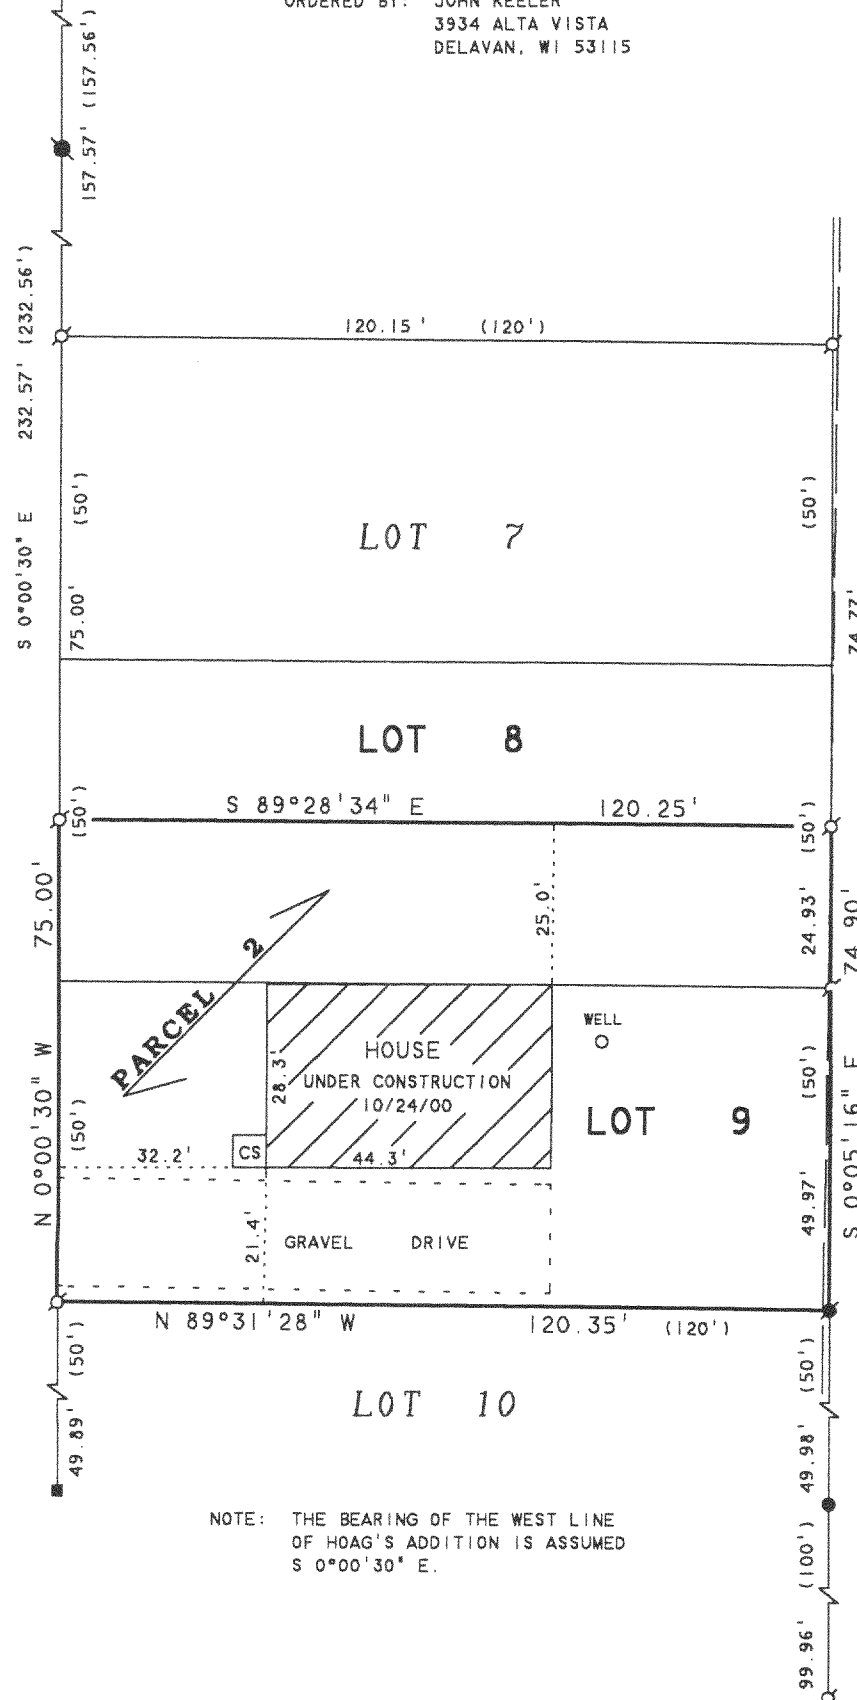 ORDERED BY: JOHN KEELER
3934 ALTA VISTA
DELAVAN, WI 53115
157.57' (157.56')
S 0°00'30" E 232.57' (232.56')
120.15' (120')
(50')
(50')
LOT 7
75.00'
74.77'
LOT 8
S 89°28'34" E 120.25'
(50')
(50')
75.00'
25.0'
24.93'
74.90'
PARCEL 2
WELL
HOUSE
UNDER CONSTRUCTION
10/24/00
28.3'
(50')
(50')
LOT 9
N 0°00'30" W
S 0°05'16" E
32.2'
CS
44.3'
49.97'
21.4'
GRAVEL DRIVE
N 89°31'28" W 120.35' (120')
(50')
(50')
LOT 10
49.89'
49.98'
NOTE: THE BEARING OF THE WEST LINE
OF HOAG'S ADDITION IS ASSUMED
S 0°00'30" E.
(100')
99.96'